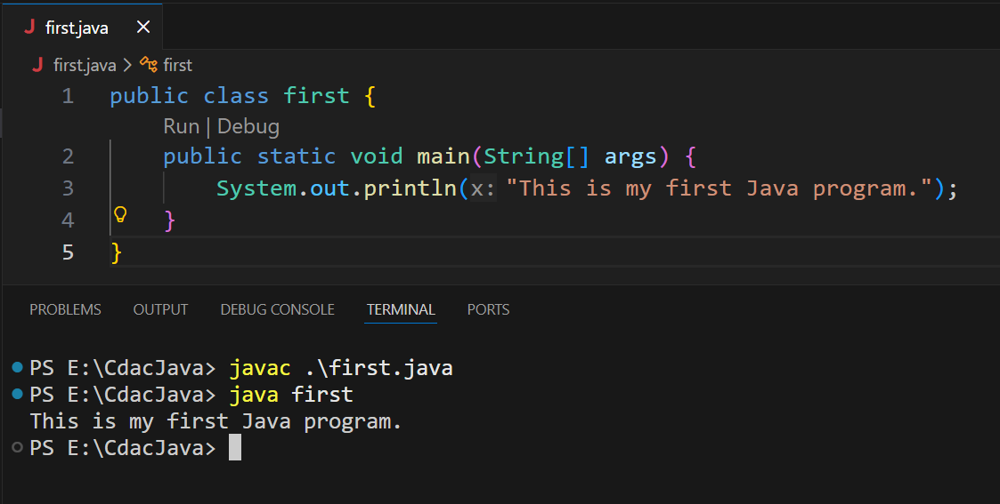 J first.java ×
J first.java > first
1 public class first {
Run | Debug
2 public static void main(String[] args) {
3 System.out.println(x: "This is my first Java program.");
4 }
5 }
PROBLEMS OUTPUT DEBUG CONSOLE TERMINAL PORTS
PS E:\CdacJava> javac .\first.java
PS E:\CdacJava> java first
This is my first Java program.
PS E:\CdacJava>